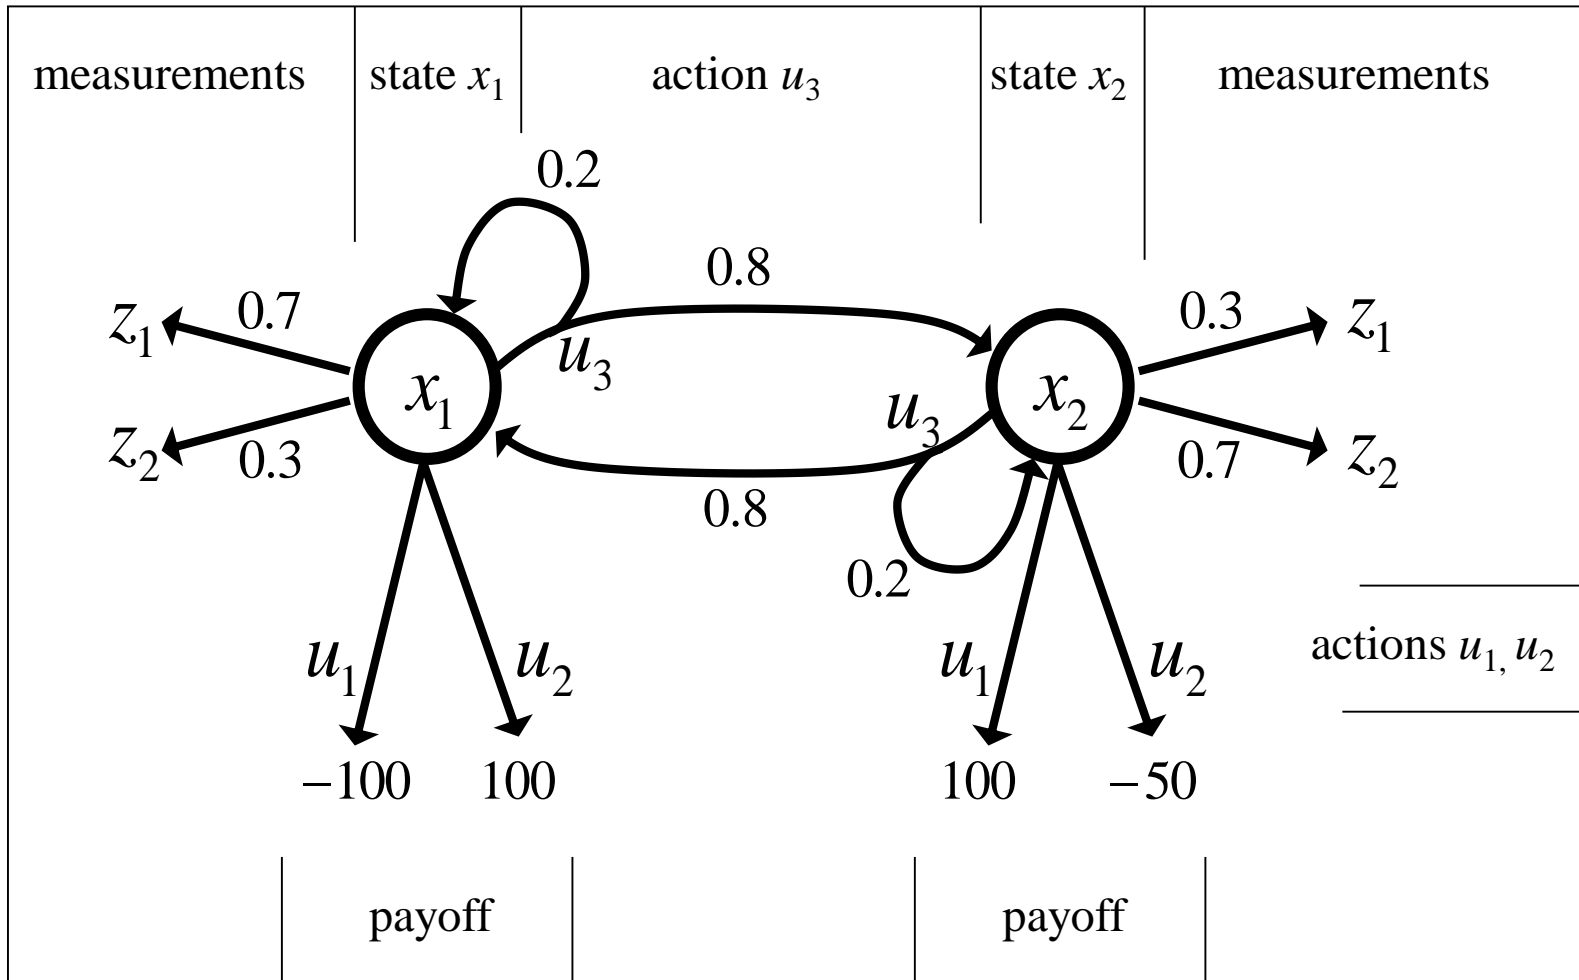 measurements state x₁ action u₃ state x₂ measurements
0.2
0.8
z₁ 0.7 0.3 z₁
u₃
x₁ u₃ x₂
z₂ 0.3 0.7 z₂
0.8
0.2
actions u₁, u₂
u₁ u₂ u₁ u₂
−100 100 100 −50
payoff payoff